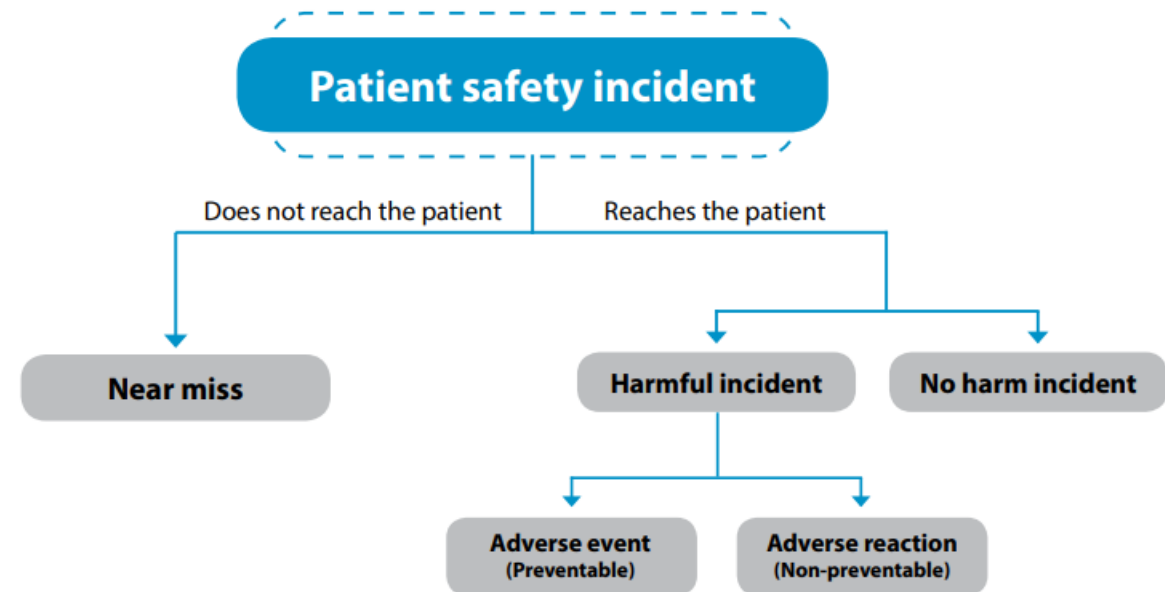 Patient safety incident
Does not reach the patient
Reaches the patient
Near miss
Harmful incident
No harm incident
Adverse event
(Preventable)
Adverse reaction
(Non-preventable)